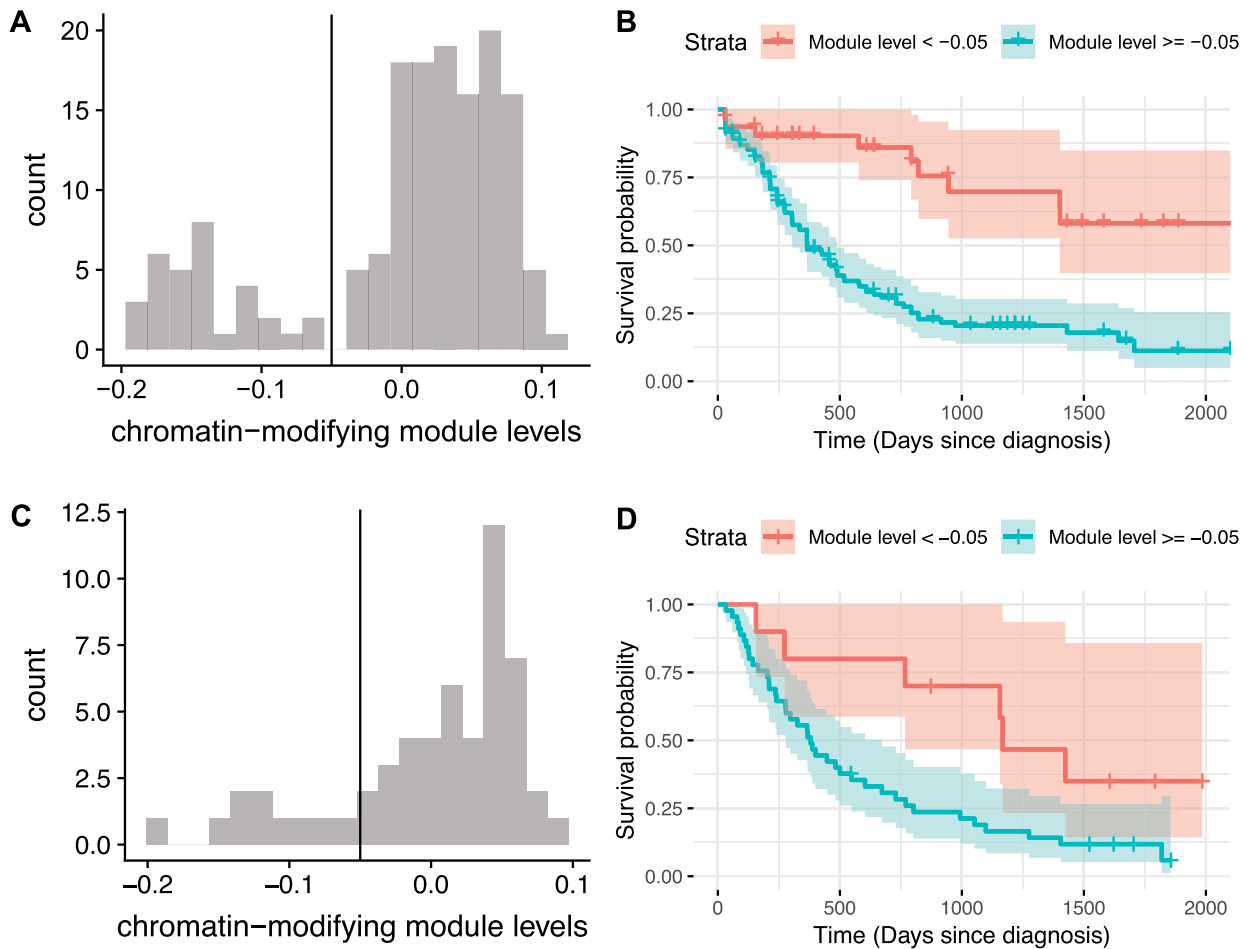 A
20
15
10
5
0
count
−0.2
−0.1
0.0
0.1
chromatin−modifying module levels
B
Strata
Module level < −0.05
Module level >= −0.05
1.00
0.75
0.50
0.25
0.00
Survival probability
0
500
1000
1500
2000
Time (Days since diagnosis)
C
12.5
10.0
7.5
5.0
2.5
0.0
count
−0.2
−0.1
0.0
0.1
chromatin−modifying module levels
D
Strata
Module level < −0.05
Module level >= −0.05
1.00
0.75
0.50
0.25
0.00
Survival probability
0
500
1000
1500
2000
Time (Days since diagnosis)